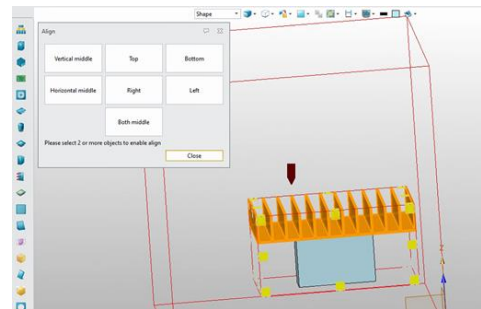 Shape
Align
Vertical middle
Top
Bottom
Horizontal middle
Right
Left
Both middle
Please select 2 or more objects to enable align
Close